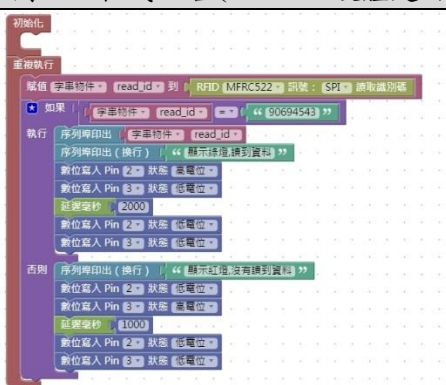 初始化
重複執行
賦值 字串物件 read_id 到 RFID MFRC522 訊號： SPI 讀取識別碼
如果 字串物件 read_id = “ 90694543 ”
執行 序列埠印出 字串物件 read_id
序列埠印出（換行） “ 顯示綠燈,讀到資料 ”
數位寫入 Pin 2 狀態 高電位
數位寫入 Pin 3 狀態 低電位
延遲毫秒 2000
數位寫入 Pin 2 狀態 低電位
數位寫入 Pin 3 狀態 低電位
否則 序列埠印出（換行） “ 顯示紅燈,沒有讀到資料 ”
數位寫入 Pin 2 狀態 低電位
數位寫入 Pin 3 狀態 高電位
延遲毫秒 1000
數位寫入 Pin 2 狀態 低電位
數位寫入 Pin 3 狀態 低電位